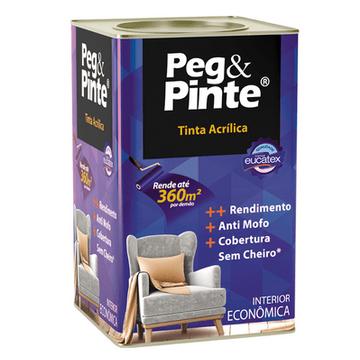 Peg&
Pinte®
Tinta Acrílica
eucatex
Rende até
360m²
por demão
++ Rendimento
+ Anti Mofo
+ Cobertura
Sem Cheiro*
INTERIOR
ECONÔMICA